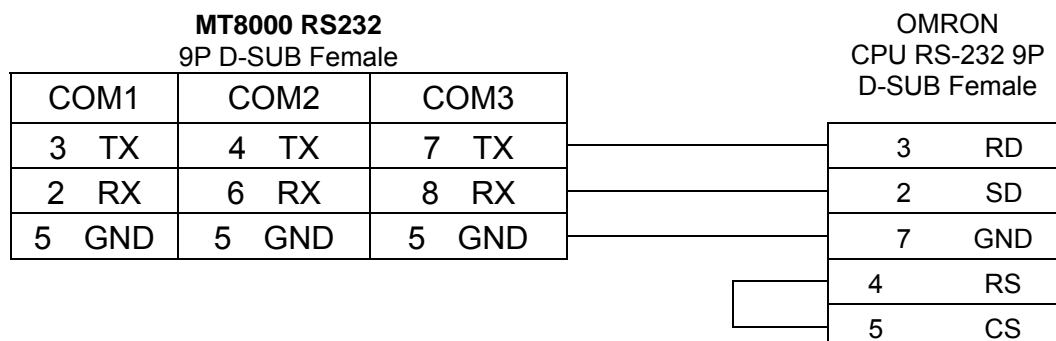 MT8000 RS232
9P D-SUB Female
COM1 COM2 COM3
3 TX 4 TX 7 TX
2 RX 6 RX 8 RX
5 GND 5 GND 5 GND
OMRON
CPU RS-232 9P
D-SUB Female
3 RD
2 SD
7 GND
4 RS
5 CS